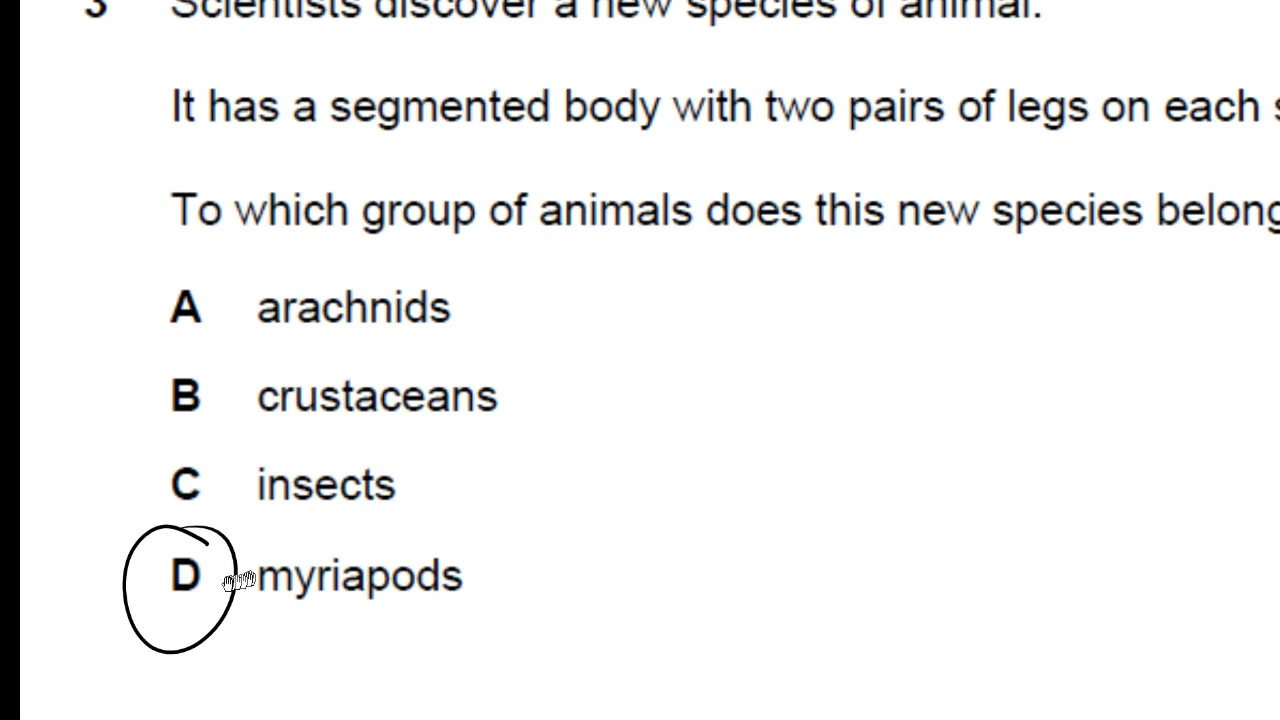 3 Scientists discover a new species of animal.
It has a segmented body with two pairs of legs on each
To which group of animals does this new species belong
A arachnids
B crustaceans
C insects
D myriapods